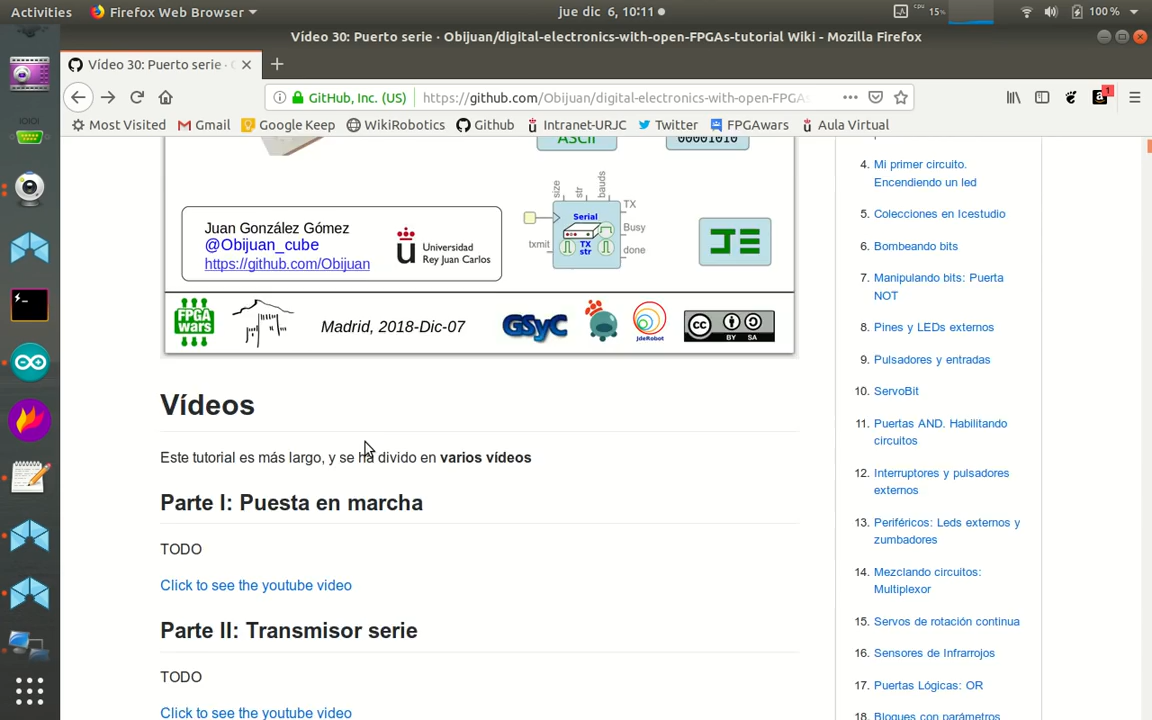 Activities
Firefox Web Browser
jue dic 6, 10:11
cpu 15%
100 %
Vídeo 30: Puerto serie · Obijuan/digital-electronics-with-open-FPGAs-tutorial Wiki - Mozilla Firefox
Vídeo 30: Puerto serie ·
GitHub, Inc. (US)
https://github.com/Obijuan/digital-electronics-with-open-FPGAs-
1
Most Visited
Gmail
Google Keep
WikiRobotics
Github
Intranet-URJC
Twitter
FPGAwars
Aula Virtual
ASCII
00001010
size
str
bauds
TX
Serial
Busy
TX
str
txmit
done
Juan González Gómez
@Obijuan_cube
https://github.com/Obijuan
Universidad
Rey Juan Carlos
FPGA
wars
Madrid, 2018-Dic-07
GSyC
JdeRobot
cc
BY SA
Vídeos
Este tutorial es más largo, y se ha divido en varios vídeos
Parte I: Puesta en marcha
TODO
Click to see the youtube video
Parte II: Transmisor serie
TODO
Click to see the youtube video
4. Mi primer circuito.
Encendiendo un led
5. Colecciones en Icestudio
6. Bombeando bits
7. Manipulando bits: Puerta
NOT
8. Pines y LEDs externos
9. Pulsadores y entradas
10. ServoBit
11. Puertas AND. Habilitando
circuitos
12. Interruptores y pulsadores
externos
13. Periféricos: Leds externos y
zumbadores
14. Mezclando circuitos:
Multiplexor
15. Servos de rotación continua
16. Sensores de Infrarrojos
17. Puertas Lógicas: OR
18. Bloques con parámetros